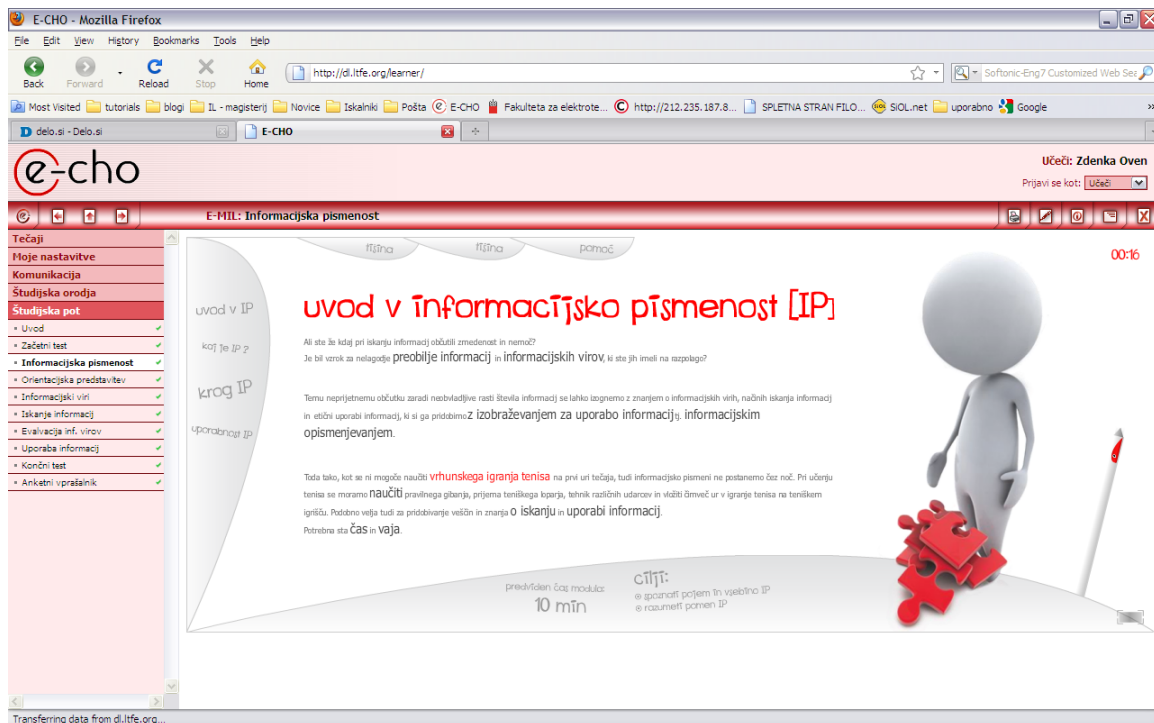 E-CHO - Mozilla Firefox
File Edit View History Bookmarks Tools Help
Back Forward Reload Stop Home http://dl.ltfe.org/learner/ Softonic-Eng7 Customized Web Sea
Most Visited tutorials blogi IL - magisterij Novice Iskalniki Pošta E-CHO Fakulteta za elektrote... http://212.235.187.8... SPLETNA STRAN FILO... SiOL.net uporabno Google »
delo.si - Delo.si E-CHO
e-cho
Učeči: Zdenka Oven
Prijavi se kot: Učeči
E-MIL: Informacijska pismenost
Tečaji
Moje nastavitve
Komunikacija
Študijska orodja
Študijska pot
Uvod
Začetni test
Informacijska pismenost
Orientacijska predstavitev
Informacijski viri
Iskanje informacij
Evalvacija inf. virov
Uporaba informacij
Končni test
Anketni vprašalnik
tišina tišina pomoč
00:16
uvod v IP
kaj je IP ?
krog IP
uporabnost IP
uvod v informacijsko pismenost [IP]
Ali ste že kdaj pri iskanju informacij občutili zmedenost in nemoč?
Je bil vzrok za nelagodje preobilje informacij in informacijskih virov, ki ste jih imeli na razpolago?
Temu neprijetnemu občutku zaradi neobvladljive rasti števila informacij se lahko izognemo z znanjem o informacijskih virih, načinih iskanja informacij
in etični uporabi informacij, ki si ga pridobimo z izobraževanjem za uporabo informacij tj. informacijskim
opismenjevanjem.
Toda tako, kot se ni mogoče naučiti vrhunskega igranja tenisa na prvi uri tečaja, tudi informacijsko pismeni ne postanemo čez noč. Pri učenju
tenisa se moramo naučiti pravilnega gibanja, prijema teniškega loparja, tehnik različnih udarcev in vložiti čimveč ur v igranje tenisa na teniškem
igrišču. Podobno velja tudi za pridobivanje veščin in znanja o iskanju in uporabi informacij.
Potrebna sta čas in vaja.
predviden čas modula:
10 min
cilji:
spoznati pojem in vsebino IP
razumeti pomen IP
Transferring data from dl.ltfe.org...